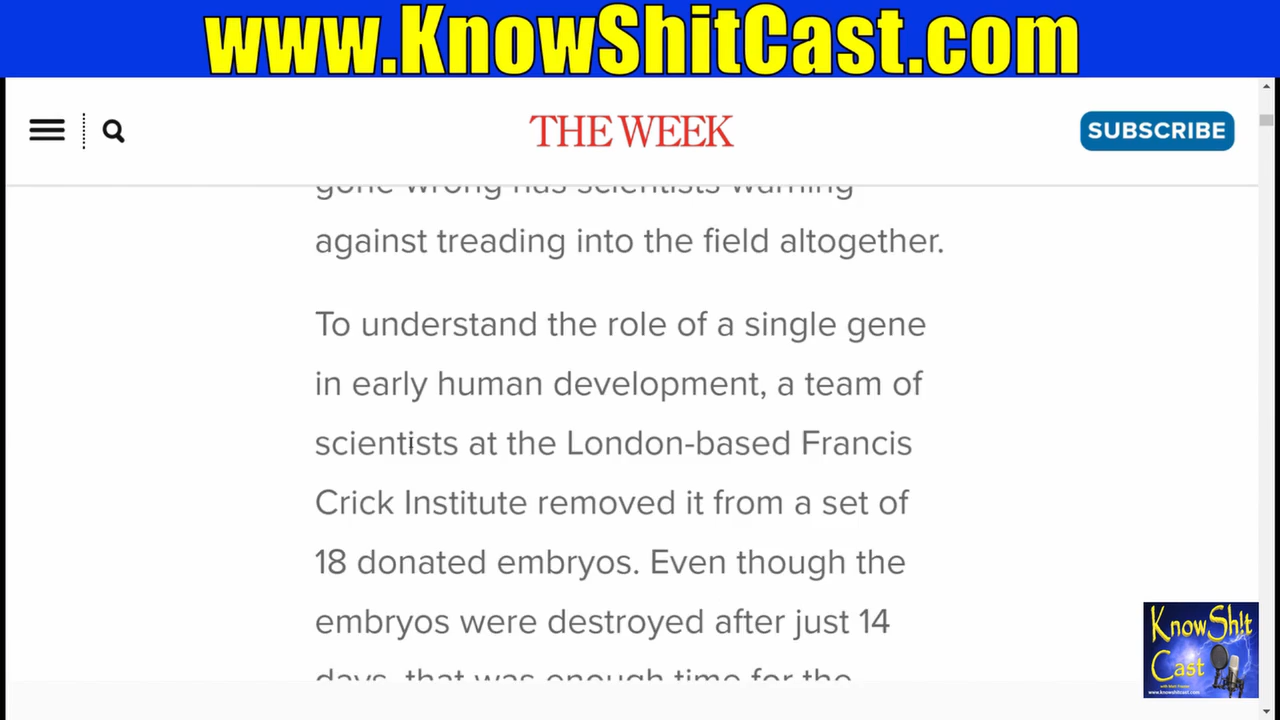 www.KnowShitCast.com
THE WEEK
SUBSCRIBE
gone wrong has scientists warning
against treading into the field altogether.
To understand the role of a single gene
in early human development, a team of
scientists at the London-based Francis
Crick Institute removed it from a set of
18 donated embryos. Even though the
embryos were destroyed after just 14
days, that was enough time for the
KnowSh!t
Cast
www.knowshitcast.com